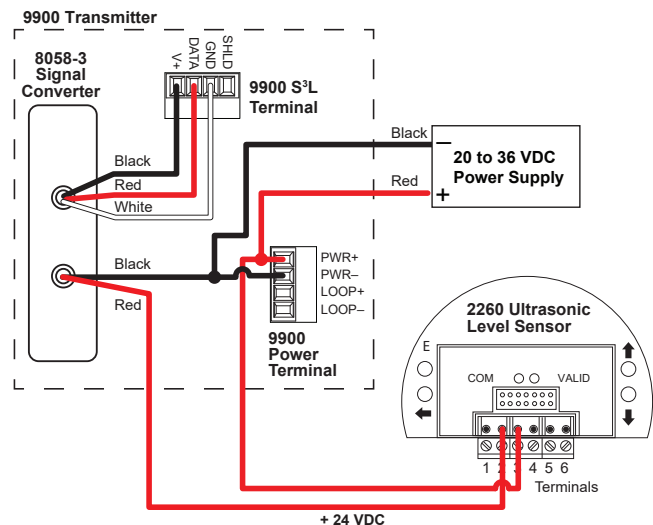 9900 Transmitter
8058-3
Signal
Converter
V+
DATA
GND
SHLD
9900 S³L
Terminal
Black
Red
White
Black
Red
Black
Red
–
+
20 to 36 VDC
Power Supply
PWR+
PWR–
LOOP+
LOOP–
9900
Power
Terminal
2260 Ultrasonic
Level Sensor
E
COM
VALID
1 2 3 4 5 6
Terminals
+ 24 VDC